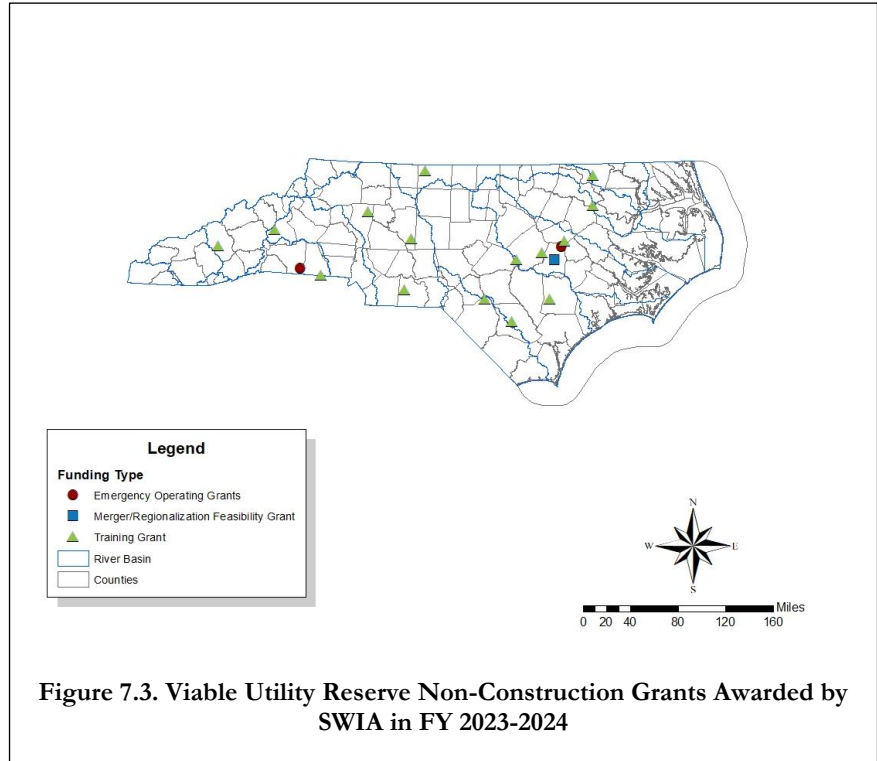 Legend
Funding Type
Emergency Operating Grants
Merger/Regionalization Feasibility Grant
Training Grant
River Basin
Counties
N
W E
S
Miles
0 20 40 80 120 160
Figure 7.3. Viable Utility Reserve Non-Construction Grants Awarded by
SWIA in FY 2023-2024